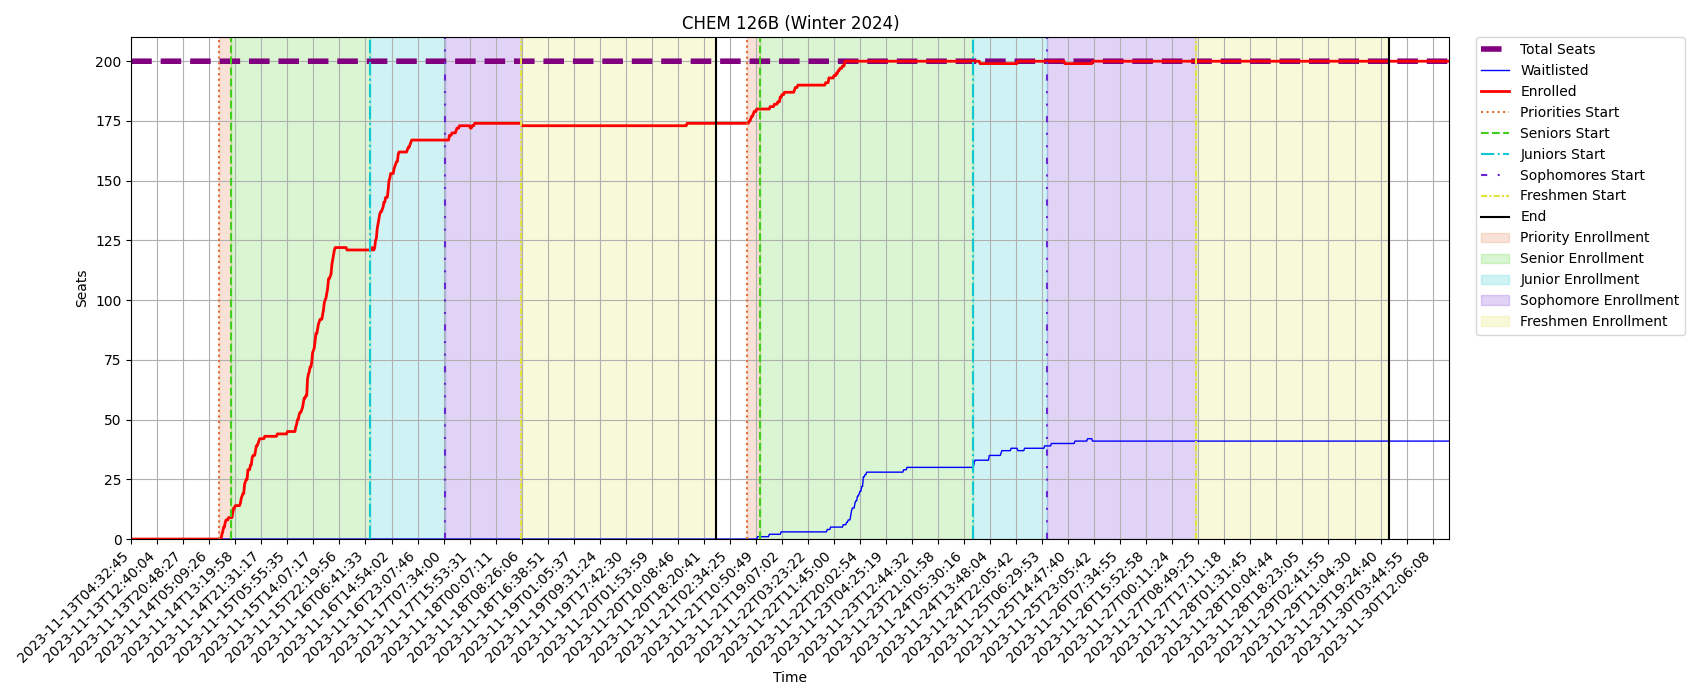 CHEM 126B (Winter 2024)
Seats
200
175
150
125
100
75
50
25
0
2023-11-13T04:32:45
2023-11-13T12:40:04
2023-11-13T20:48:27
2023-11-14T05:09:26
2023-11-14T13:19:58
2023-11-14T21:31:17
2023-11-15T05:55:35
2023-11-15T14:07:17
2023-11-15T22:19:56
2023-11-16T06:41:33
2023-11-16T14:54:02
2023-11-16T23:07:46
2023-11-17T07:34:00
2023-11-17T15:53:31
2023-11-18T00:07:11
2023-11-18T08:26:06
2023-11-18T16:38:51
2023-11-19T01:05:37
2023-11-19T09:31:24
2023-11-19T17:42:30
2023-11-20T01:53:59
2023-11-20T10:08:46
2023-11-20T18:20:41
2023-11-21T02:34:25
2023-11-21T10:50:49
2023-11-21T19:07:02
2023-11-22T03:23:22
2023-11-22T11:45:00
2023-11-22T20:02:54
2023-11-23T04:25:19
2023-11-23T12:44:32
2023-11-23T21:01:58
2023-11-24T05:30:16
2023-11-24T13:48:04
2023-11-24T22:05:42
2023-11-25T06:29:53
2023-11-25T14:47:40
2023-11-25T23:05:42
2023-11-26T07:34:55
2023-11-26T15:52:58
2023-11-27T00:11:24
2023-11-27T08:49:25
2023-11-27T17:11:18
2023-11-28T01:31:45
2023-11-28T10:04:44
2023-11-28T18:23:05
2023-11-29T02:41:55
2023-11-29T11:04:30
2023-11-29T19:24:40
2023-11-30T03:44:55
2023-11-30T12:06:08
Time
Total Seats
Waitlisted
Enrolled
Priorities Start
Seniors Start
Juniors Start
Sophomores Start
Freshmen Start
End
Priority Enrollment
Senior Enrollment
Junior Enrollment
Sophomore Enrollment
Freshmen Enrollment